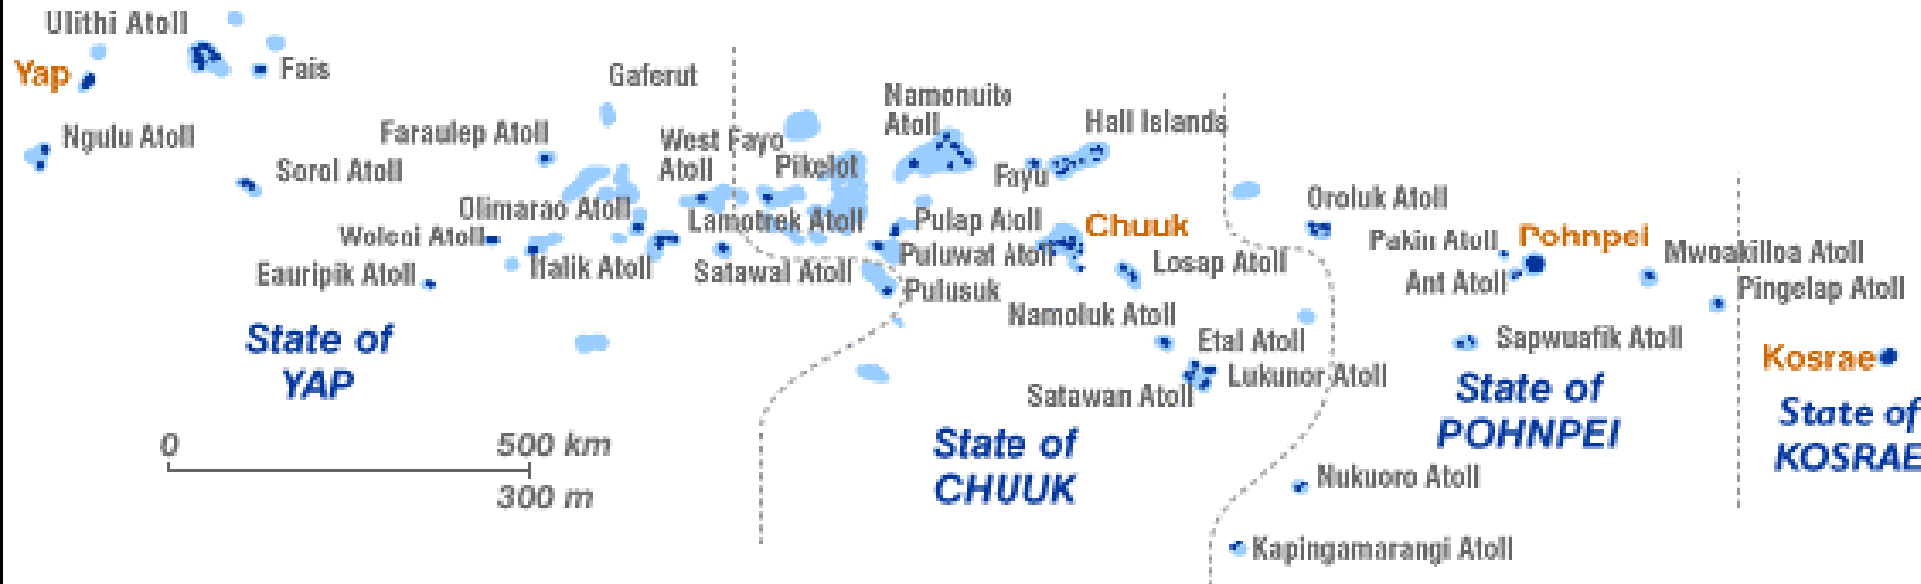 Ulithi Atoll
Yap
Fais
Gaferut
Ngulu Atoll
Faraulep Atoll
West Fayo
Atoll
Pikelot
Namonuito
Atoll
Hall Islands
Fayu
Sorol Atoll
Olimarao Atoll
Lamotrek Atoll
Pulap Atoll
Chuuk
Oroluk Atoll
Woleai Atoll
Ifalik Atoll
Satawal Atoll
Puluwat Atoll
Losap Atoll
Pakin Atoll
Pohnpei
Mwoakilloa Atoll
Eauripik Atoll
Pulusuk
Ant Atoll
Pingelap Atoll
Namoluk Atoll
Etal Atoll
Sapwuafik Atoll
Kosrae
Satawan Atoll
Lukunor Atoll
State of
YAP
State of
CHUUK
State of
POHNPEI
State of
KOSRAE
0
500 km
300 m
Nukuoro Atoll
Kapingamarangi Atoll